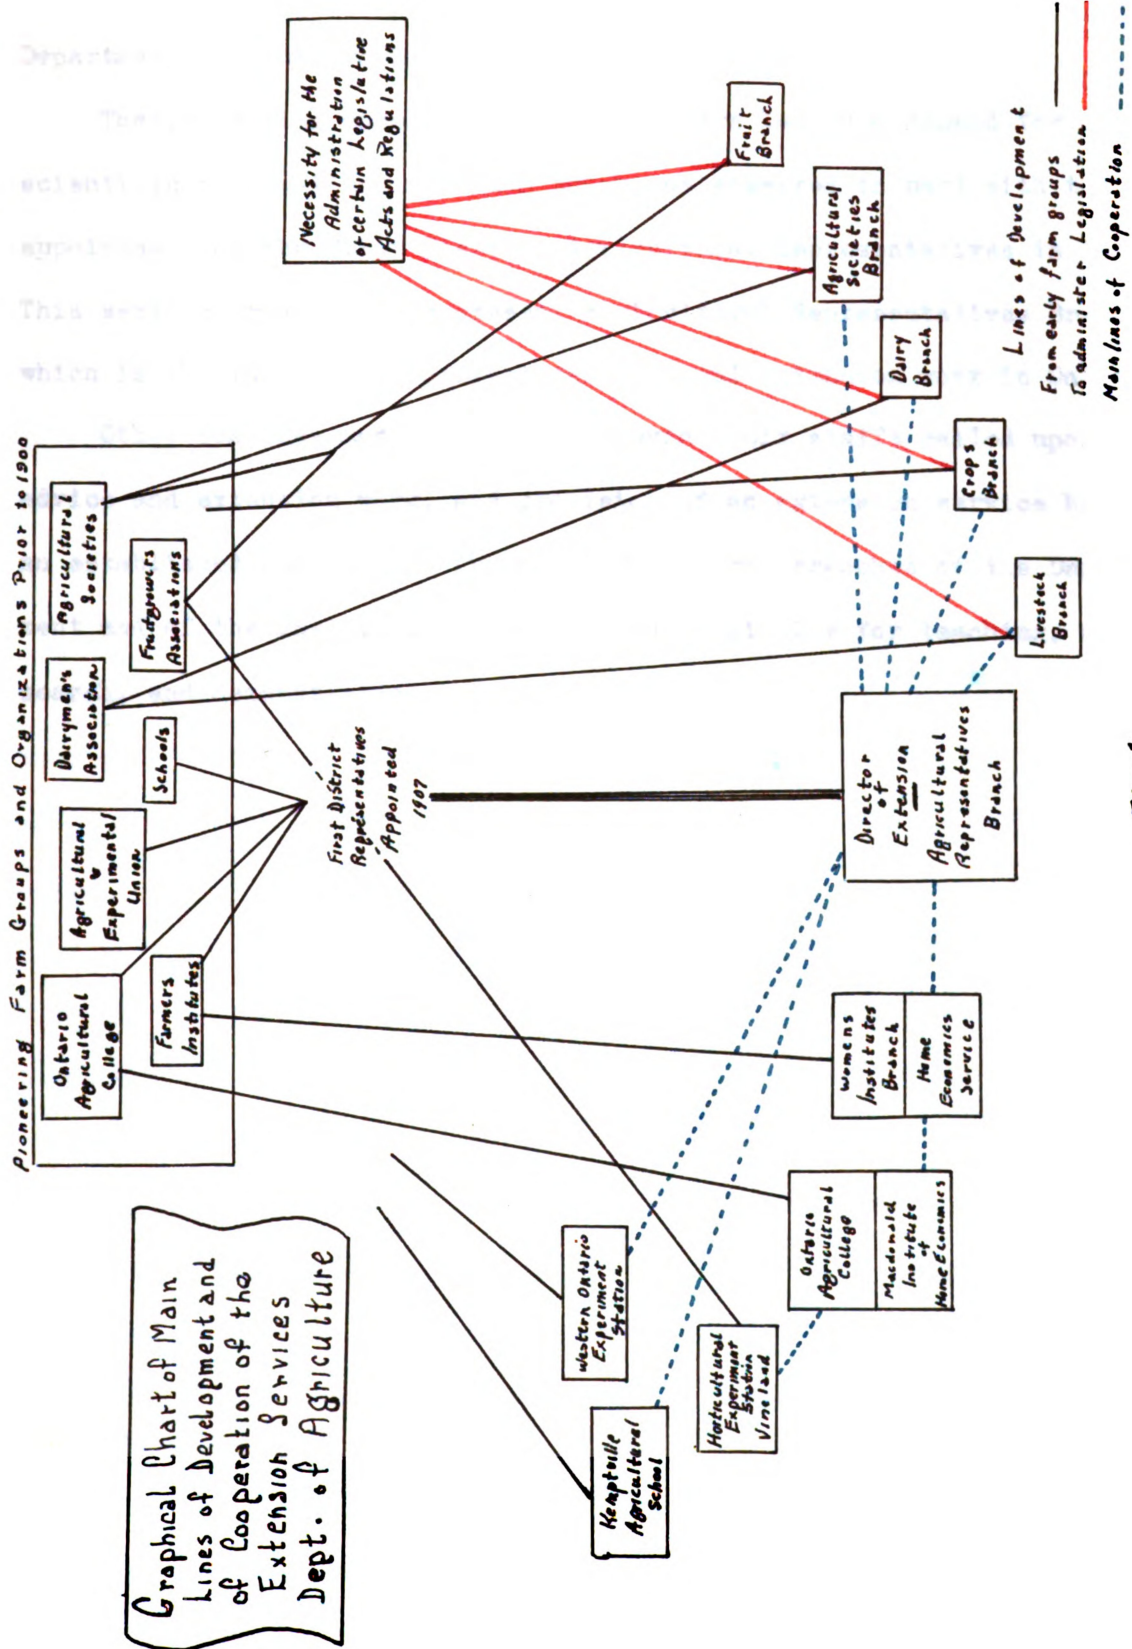 Graphical Chart of Main
Lines of Development and
of Cooperation of the
Extension Services
Dept. of Agriculture
Pioneering Farm Groups and Organizations Prior to 1900
Ontario
Agricultural
College
Farmers
Institutes
Agricultural
&
Experimental
Union
Schools
Dairymen's
Association
Fruitgrowers
Associations
Agricultural
Societies
Necessity for the
Administration
of certain Legislative
Acts and Regulations
First District
Representatives
Appointed
1907
Kemptville
Agricultural
School
Western Ontario
Experiment
Station
Horticultural
Experiment
Station
Vineland
Ontario
Agricultural
College
Macdonald
Institute
of
Home Economics
Womens
Institutes
Branch
Home
Economics
Service
Director
of
Extension
Agricultural
Representatives
Branch
Livestock
Branch
Crops
Branch
Dairy
Branch
Agricultural
Societies
Branch
Fruit
Branch
Lines of Development
From early farm groups
To administer Legislation
Main lines of Cooperation